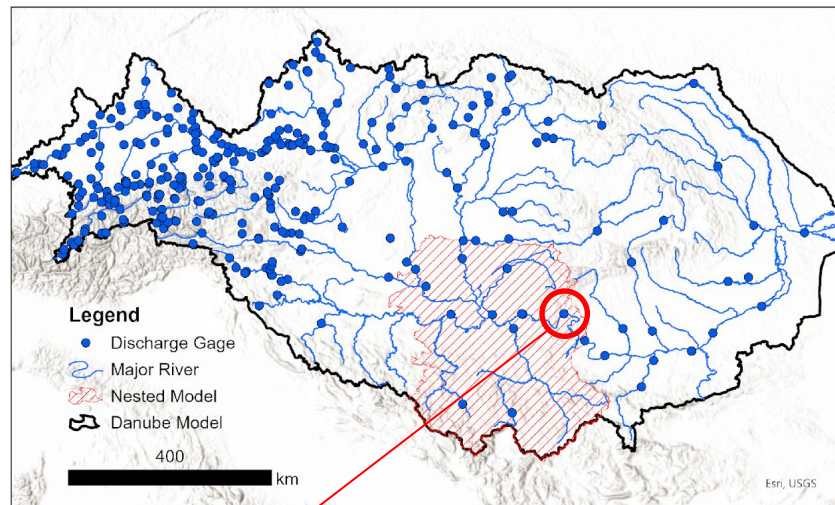 Legend
Discharge Gage
Major River
Nested Model
Danube Model
400
km
Esri, USGS